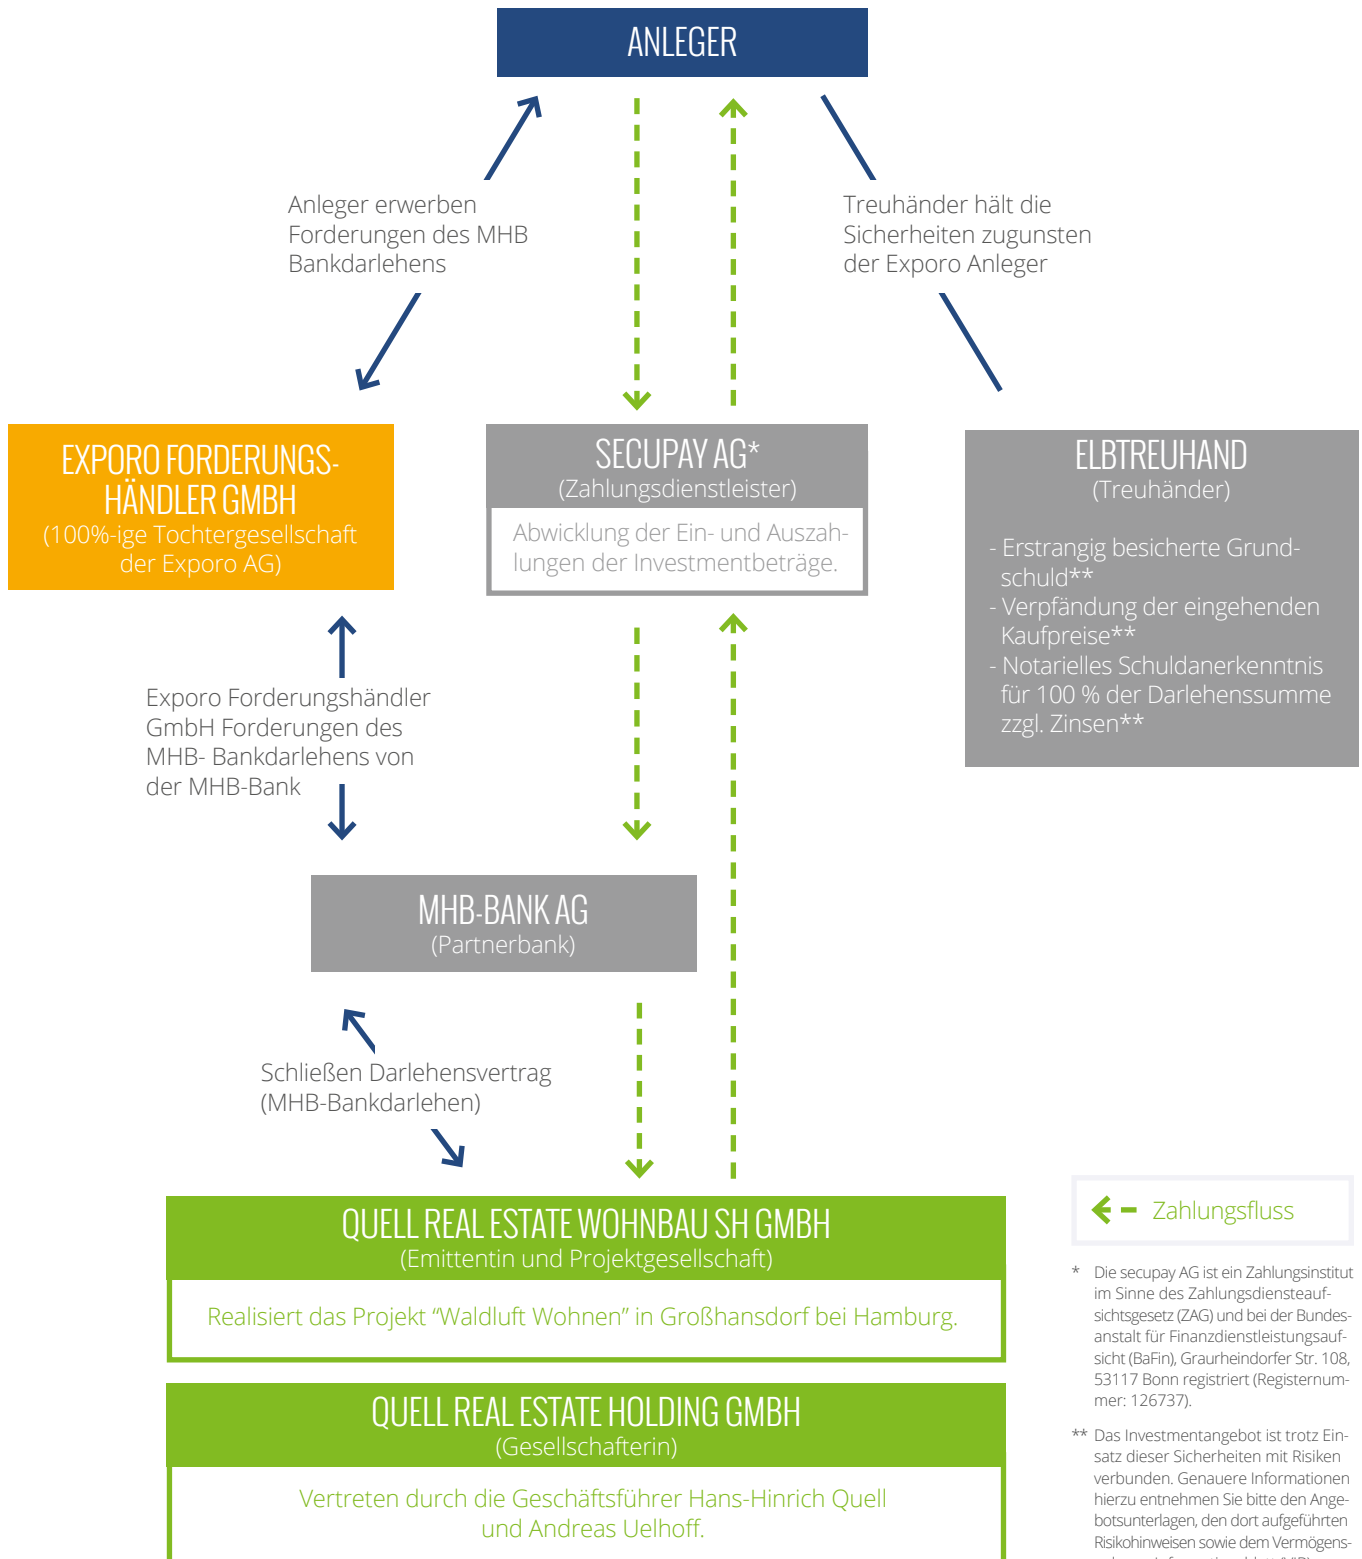 ANLEGER
Anleger erwerben
Forderungen des MHB
Bankdarlehens
Treuhänder hält die
Sicherheiten zugunsten
der Exporo Anleger
EXPORO FORDERUNGS-
HÄNDLER GMBH
(100%-ige Tochtergesellschaft
der Exporo AG)
SECUPAY AG*
(Zahlungsdienstleister)
Abwicklung der Ein- und Auszah-
lungen der Investmentbeträge.
ELBTREUHAND
(Treuhänder)
- Erstrangig besicherte Grund-
schuld**
- Verpfändung der eingehenden
Kaufpreise**
- Notarielles Schuldanerkenntnis
für 100 % der Darlehenssumme
zzgl. Zinsen**
Exporo Forderungshändler
GmbH Forderungen des
MHB- Bankdarlehens von
der MHB-Bank
MHB-BANK AG
(Partnerbank)
Schließen Darlehensvertrag
(MHB-Bankdarlehen)
QUELL REAL ESTATE WOHNBAU SH GMBH
(Emittentin und Projektgesellschaft)
Realisiert das Projekt “Waldluft Wohnen” in Großhansdorf bei Hamburg.
QUELL REAL ESTATE HOLDING GMBH
(Gesellschafterin)
Vertreten durch die Geschäftsführer Hans-Hinrich Quell
und Andreas Uelhoff.
Zahlungsfluss
* Die secupay AG ist ein Zahlungsinstitut
im Sinne des Zahlungsdiensteauf-
sichtsgesetz (ZAG) und bei der Bundes-
anstalt für Finanzdienstleistungsauf-
sicht (BaFin), Graurheindorfer Str. 108,
53117 Bonn registriert (Registernum-
mer: 126737).
** Das Investmentangebot ist trotz Ein-
satz dieser Sicherheiten mit Risiken
verbunden. Genauere Informationen
hierzu entnehmen Sie bitte den Ange-
botsunterlagen, den dort aufgeführten
Risikohinweisen sowie dem Vermögens-